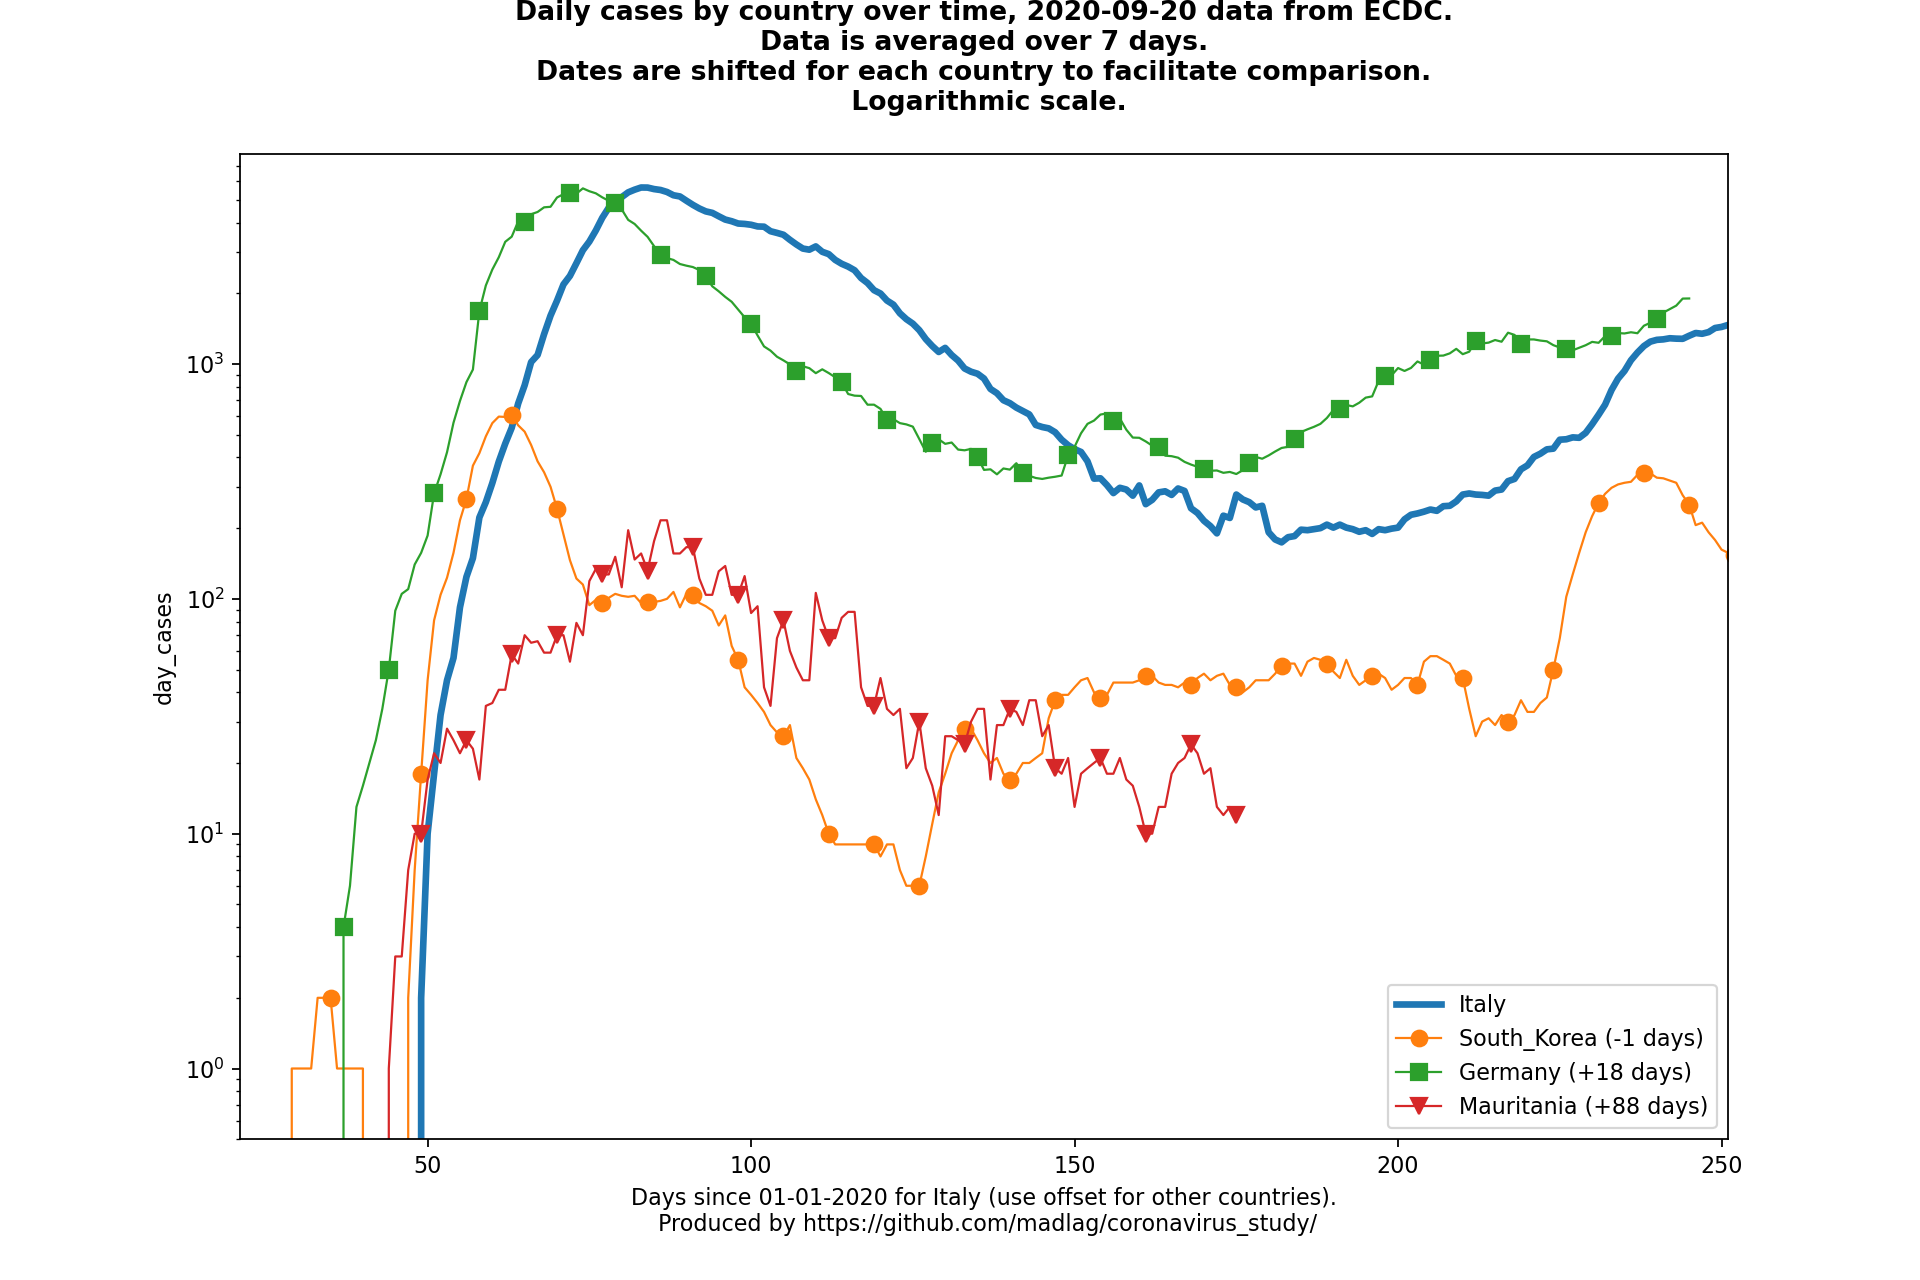 Daily cases by country over time, 2020-09-20 data from ECDC.
Data is averaged over 7 days.
Dates are shifted for each country to facilitate comparison.
Logarithmic scale.
day_cases
10³
10²
10¹
10⁰
Italy
South_Korea (-1 days)
Germany (+18 days)
Mauritania (+88 days)
50 100 150 200 250
Days since 01-01-2020 for Italy (use offset for other countries).
Produced by https://github.com/madlag/coronavirus_study/